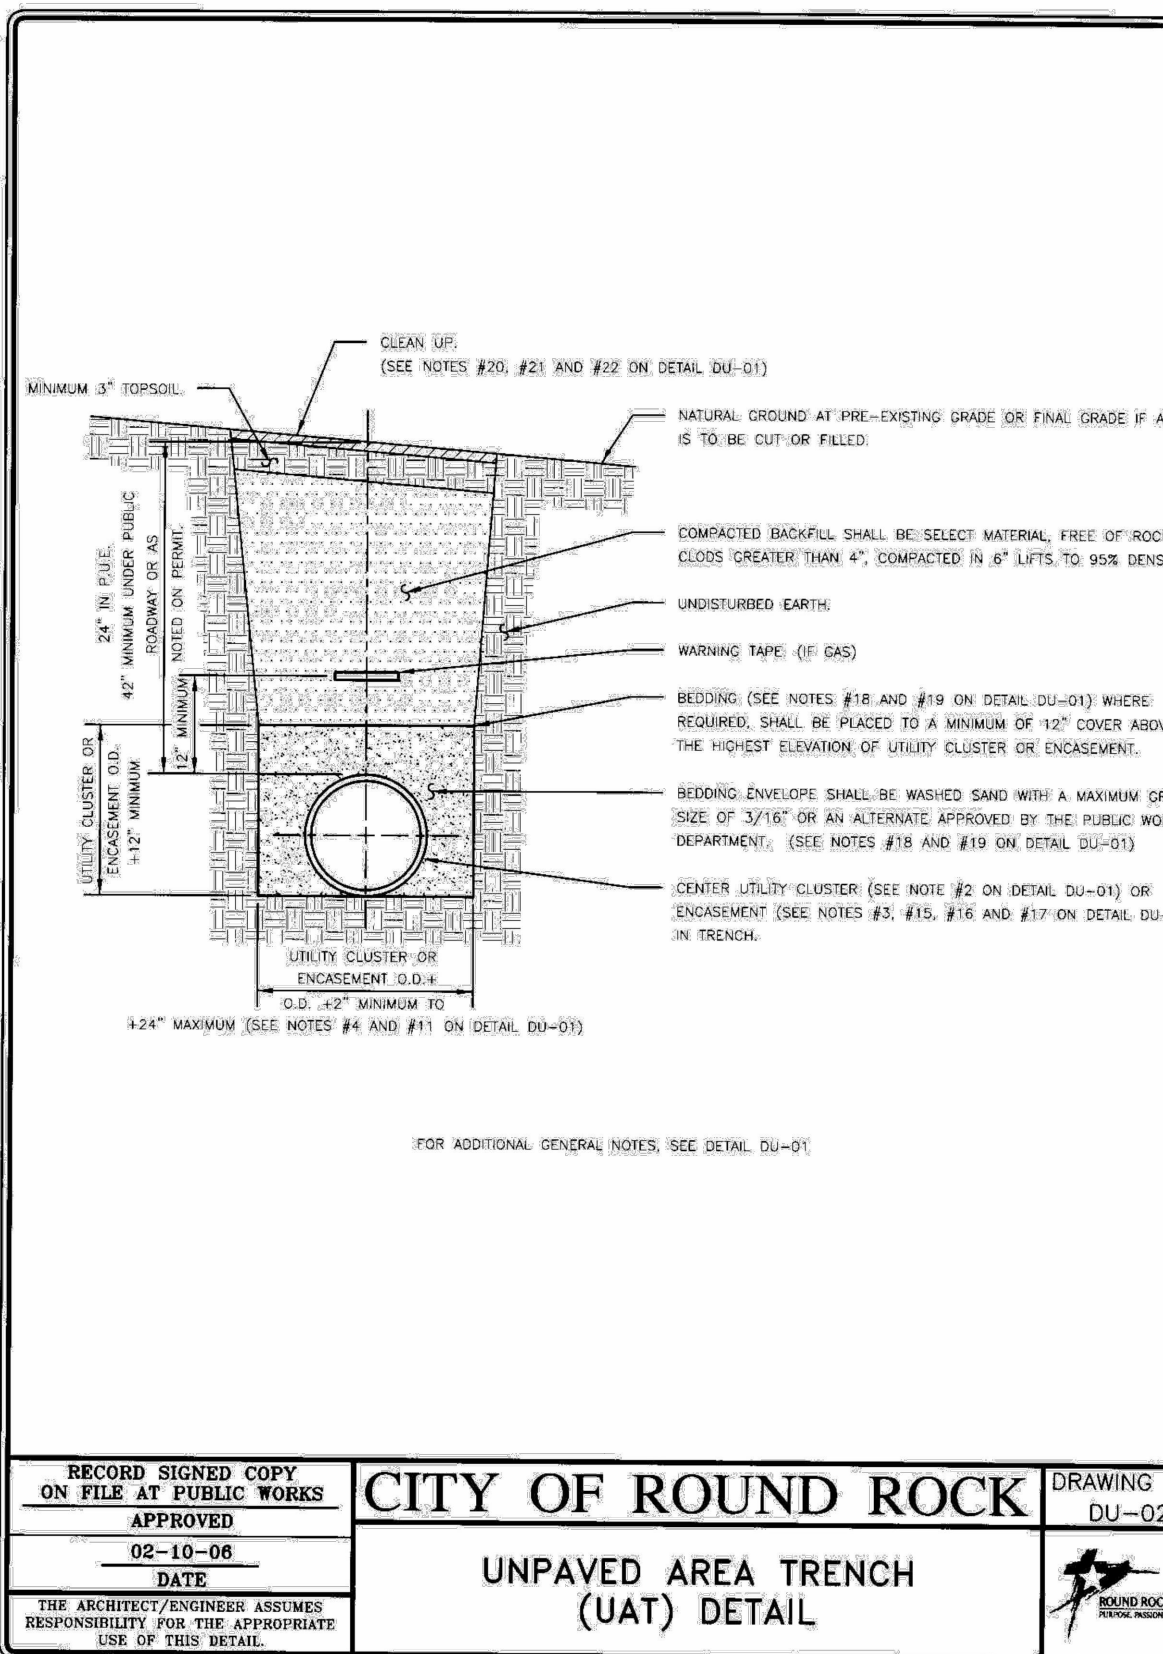 CLEAN UP.
(SEE NOTES #20, #21 AND #22 ON DETAIL DU-01)
MINIMUM 3" TOPSOIL
NATURAL GROUND AT PRE-EXISTING GRADE OR FINAL GRADE IF
IS TO BE CUT OR FILLED.
COMPACTED BACKFILL SHALL BE SELECT MATERIAL, FREE OF
CLODS GREATER THAN 4", COMPACTED IN 6" LIFTS TO 95%
UNDISTURBED EARTH.
WARNING TAPE (IF GAS)
BEDDING (SEE NOTES #18 AND #19 ON DETAIL DU-01) WHERE
REQUIRED, SHALL BE PLACED TO A MINIMUM OF 12" COVER
THE HIGHEST ELEVATION OF UTILITY CLUSTER OR ENCASEMENT.
BEDDING ENVELOPE SHALL BE WASHED SAND WITH A MAXIMUM
SIZE OF 3/16" OR AN ALTERNATE APPROVED BY THE PUBLIC
DEPARTMENT. (SEE NOTES #18 AND #19 ON DETAIL DU-01)
CENTER UTILITY CLUSTER (SEE NOTE #2 ON DETAIL DU-01) OR
ENCASEMENT (SEE NOTES #3, #15, #16 AND #17 ON DETAIL DU-
IN TRENCH.
24" IN P.U.E.
42" MINIMUM UNDER PUBLIC
ROADWAY OR AS
NOTED ON PERMIT
12" MINIMUM
UTILITY CLUSTER OR
ENCASEMENT O.D.
+12" MINIMUM
UTILITY CLUSTER OR
ENCASEMENT O.D.+
O.D. +2" MINIMUM TO
+24" MAXIMUM (SEE NOTES #4 AND #11 ON DETAIL DU-01)
FOR ADDITIONAL GENERAL NOTES, SEE DETAIL DU-01
RECORD SIGNED COPY
ON FILE AT PUBLIC WORKS
APPROVED
02-10-06
DATE
THE ARCHITECT/ENGINEER ASSUMES
RESPONSIBILITY FOR THE APPROPRIATE
USE OF THIS DETAIL.
CITY OF ROUND ROCK
UNPAVED AREA TRENCH
(UAT) DETAIL
DRAWING
DU-02
ROUND ROC
PURPOSE. PASSION